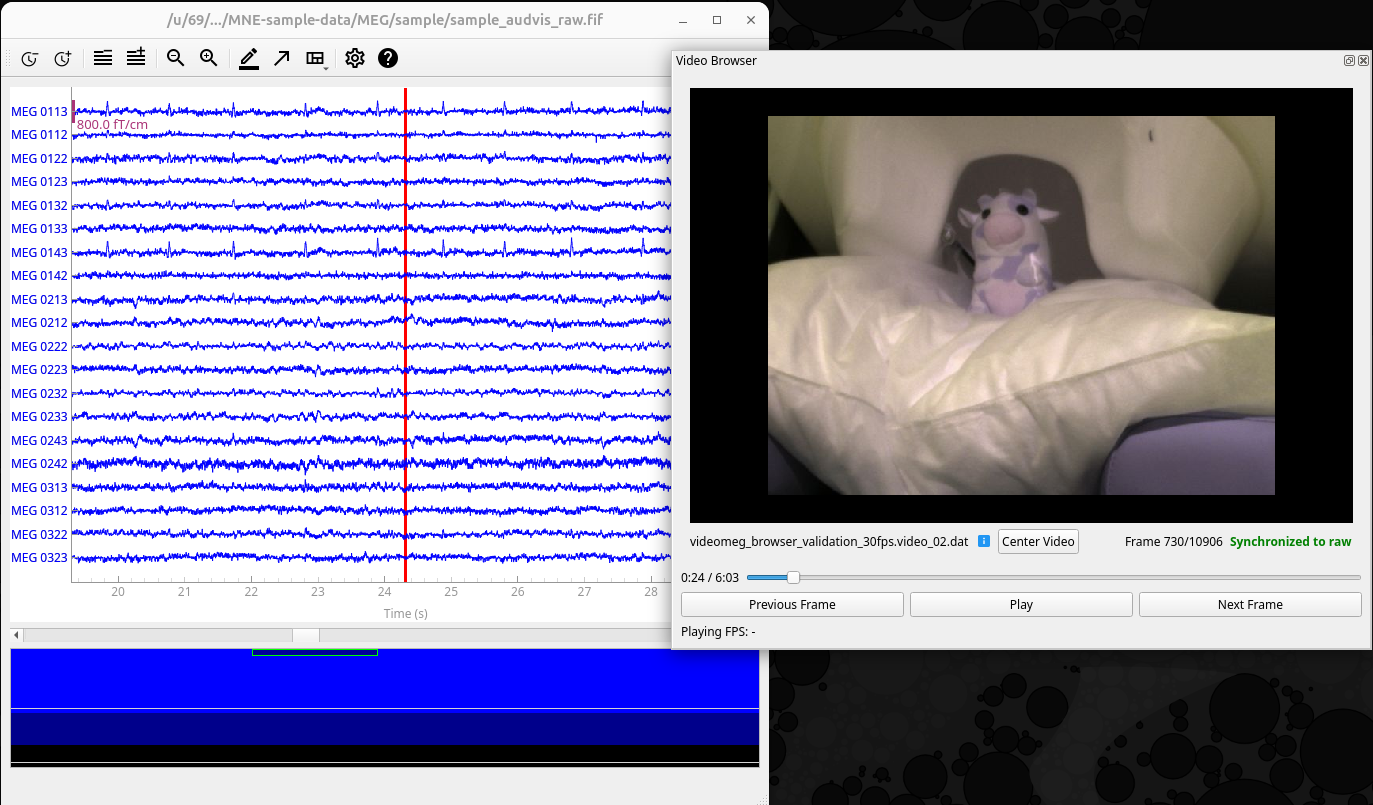 /u/69/.../MNE-sample-data/MEG/sample/sample_audvis_raw.fif
MEG 0113
800.0 fT/cm
MEG 0112
MEG 0122
MEG 0123
MEG 0132
MEG 0133
MEG 0143
MEG 0142
MEG 0213
MEG 0212
MEG 0222
MEG 0223
MEG 0232
MEG 0233
MEG 0243
MEG 0242
MEG 0313
MEG 0312
MEG 0322
MEG 0323
20 21 22 23 24 25 26 27 28
Time (s)
Video Browser
videomeg_browser_validation_30fps.video_02.dat Center Video Frame 730/10906 Synchronized to raw
0:24 / 6:03
Previous Frame Play Next Frame
Playing FPS: -